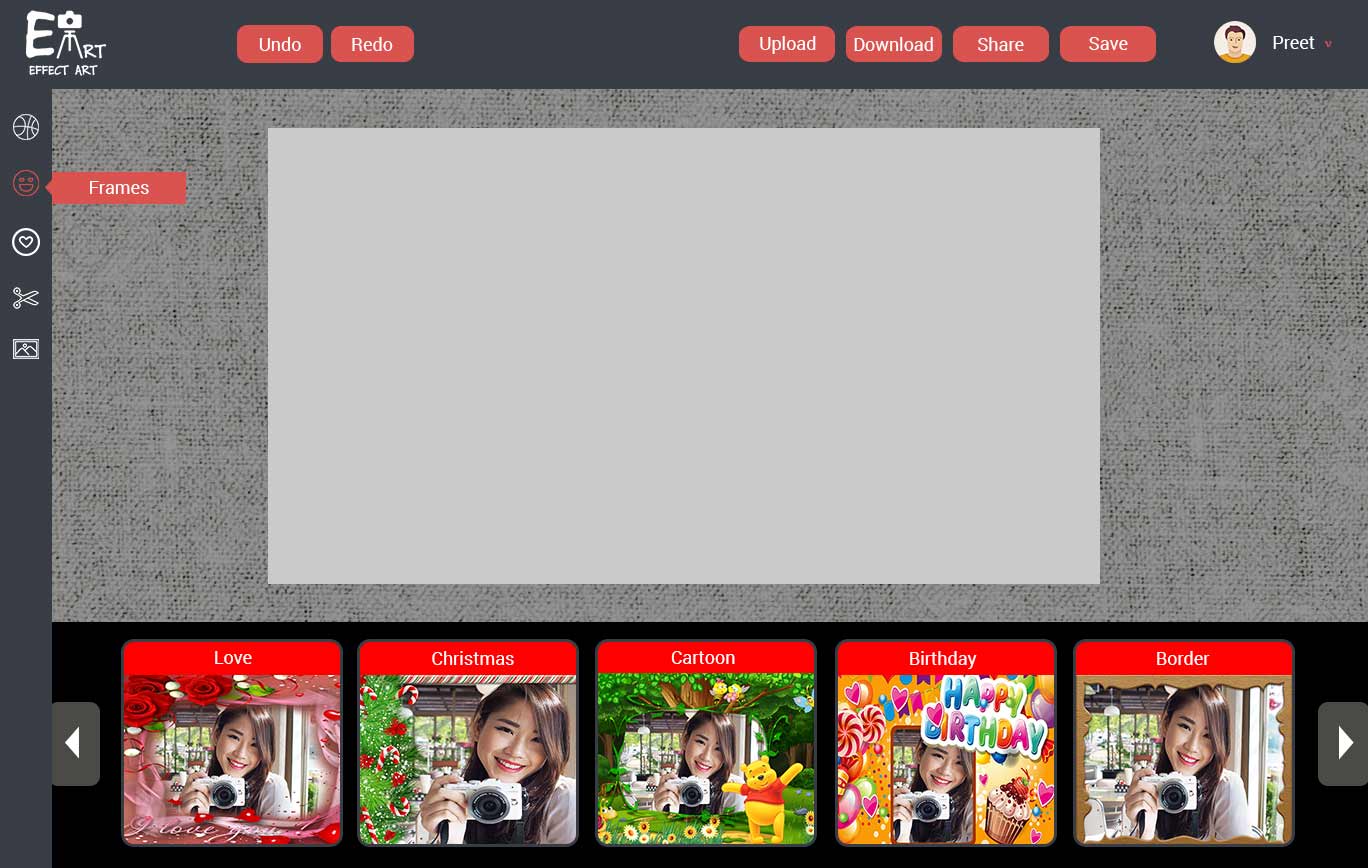 EART
EFFECT ART
Undo
Redo
Upload
Download
Share
Save
Preet
v
Frames
Love
Christmas
Cartoon
Birthday
Border
I love you!
HAPPY
BIRTHDAY